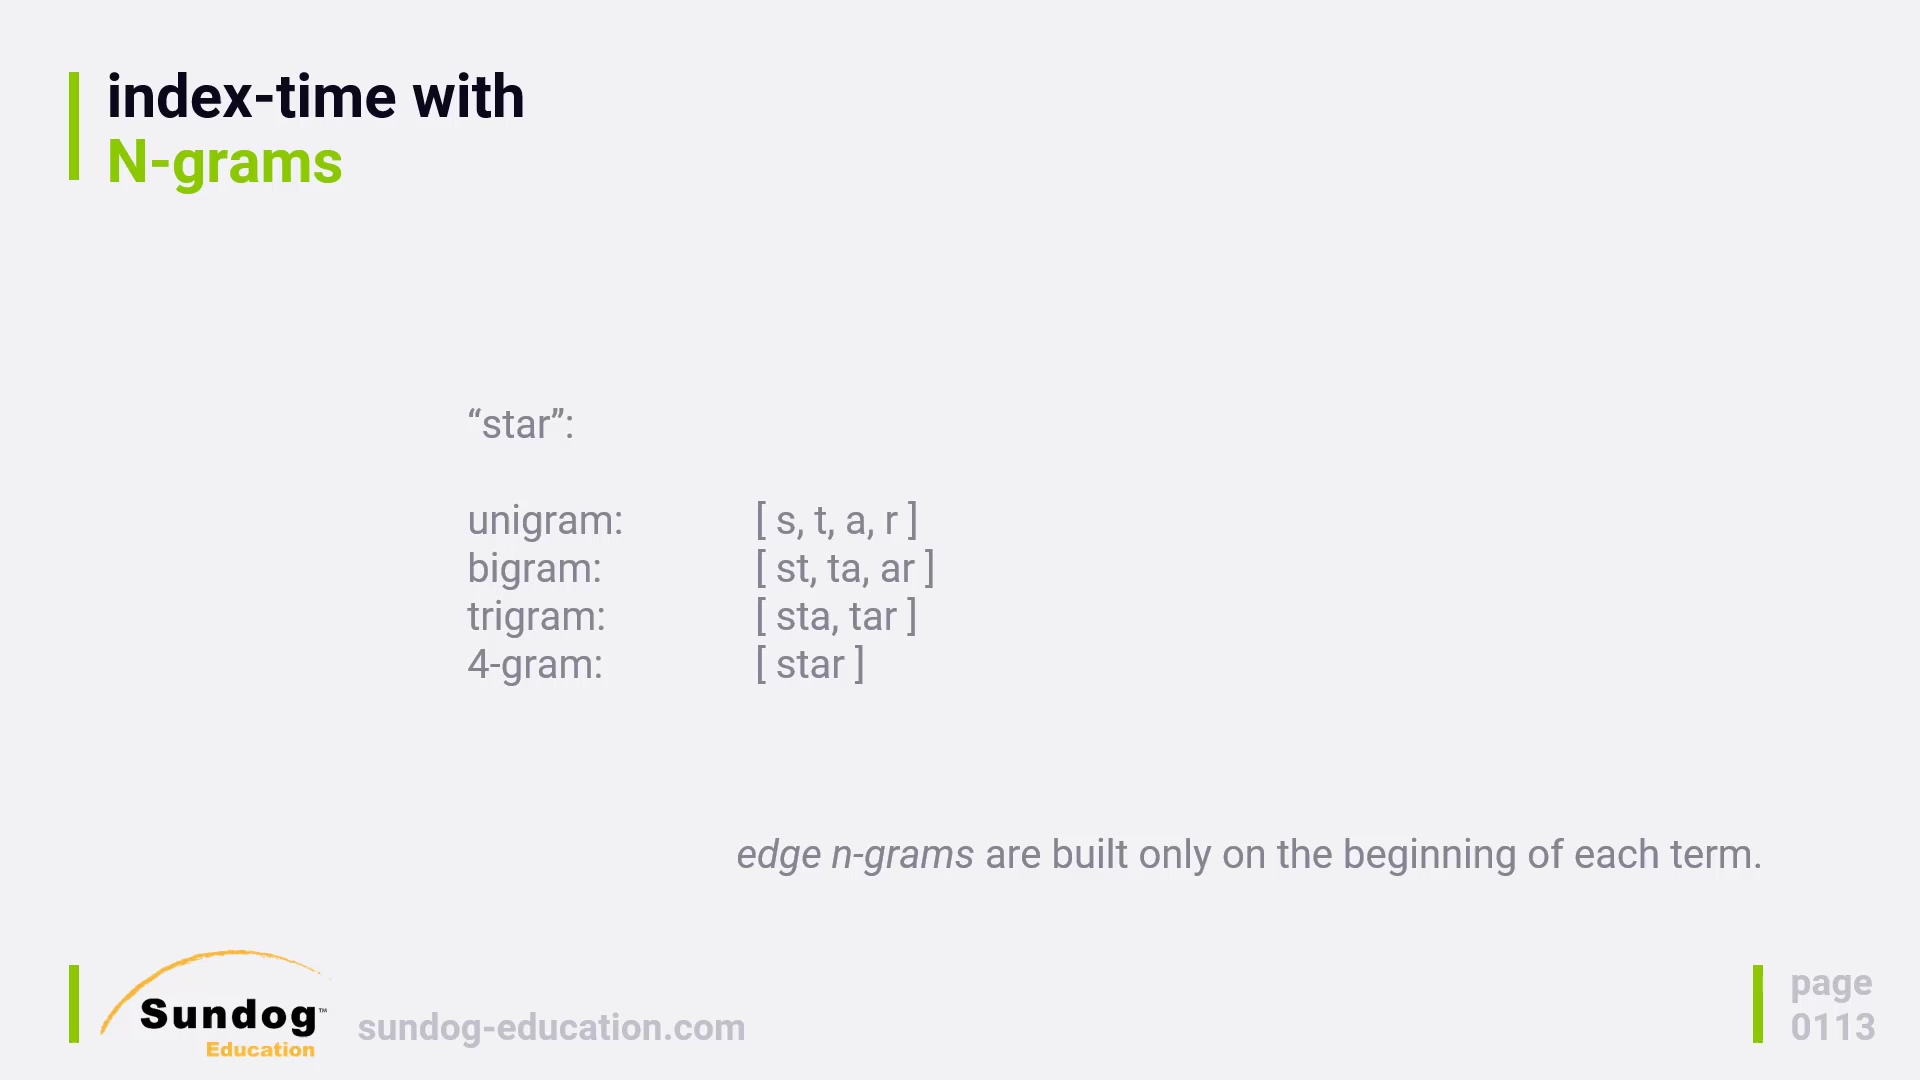 index-time with
N-grams
“star”:
unigram: [ s, t, a, r ]
bigram: [ st, ta, ar ]
trigram: [ sta, tar ]
4-gram: [ star ]
edge n-grams are built only on the beginning of each term.
Sundog™
Education
sundog-education.com
page
0113